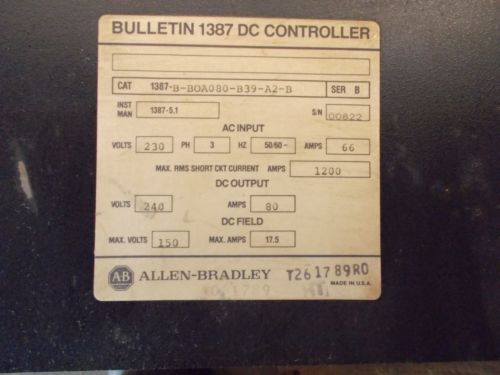 BULLETIN 1387 DC CONTROLLER
CAT 1387-B-BOA080-B39-A2-B SER B
INST MAN 1387-5.1 S/N 00822
AC INPUT
VOLTS 230 PH 3 HZ 50/60~ AMPS 66
MAX. RMS SHORT CKT CURRENT AMPS 1200
DC OUTPUT
VOLTS 240 AMPS 80
DC FIELD
MAX. VOLTS 150 MAX. AMPS 17.5
AB ALLEN-BRADLEY T261789R0
MADE IN U.S.A.